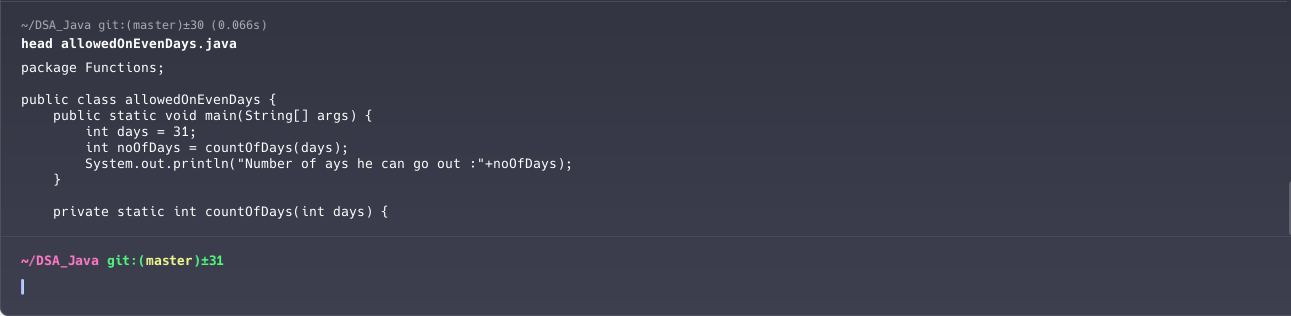 ~/DSA_Java git:(master)±30 (0.066s)
head allowedOnEvenDays.java
package Functions;
public class allowedOnEvenDays {
    public static void main(String[] args) {
        int days = 31;
        int noOfDays = countOfDays(days);
        System.out.println("Number of ays he can go out :"+noOfDays);
    }
    private static int countOfDays(int days) {
~/DSA_Java git:(master)±31